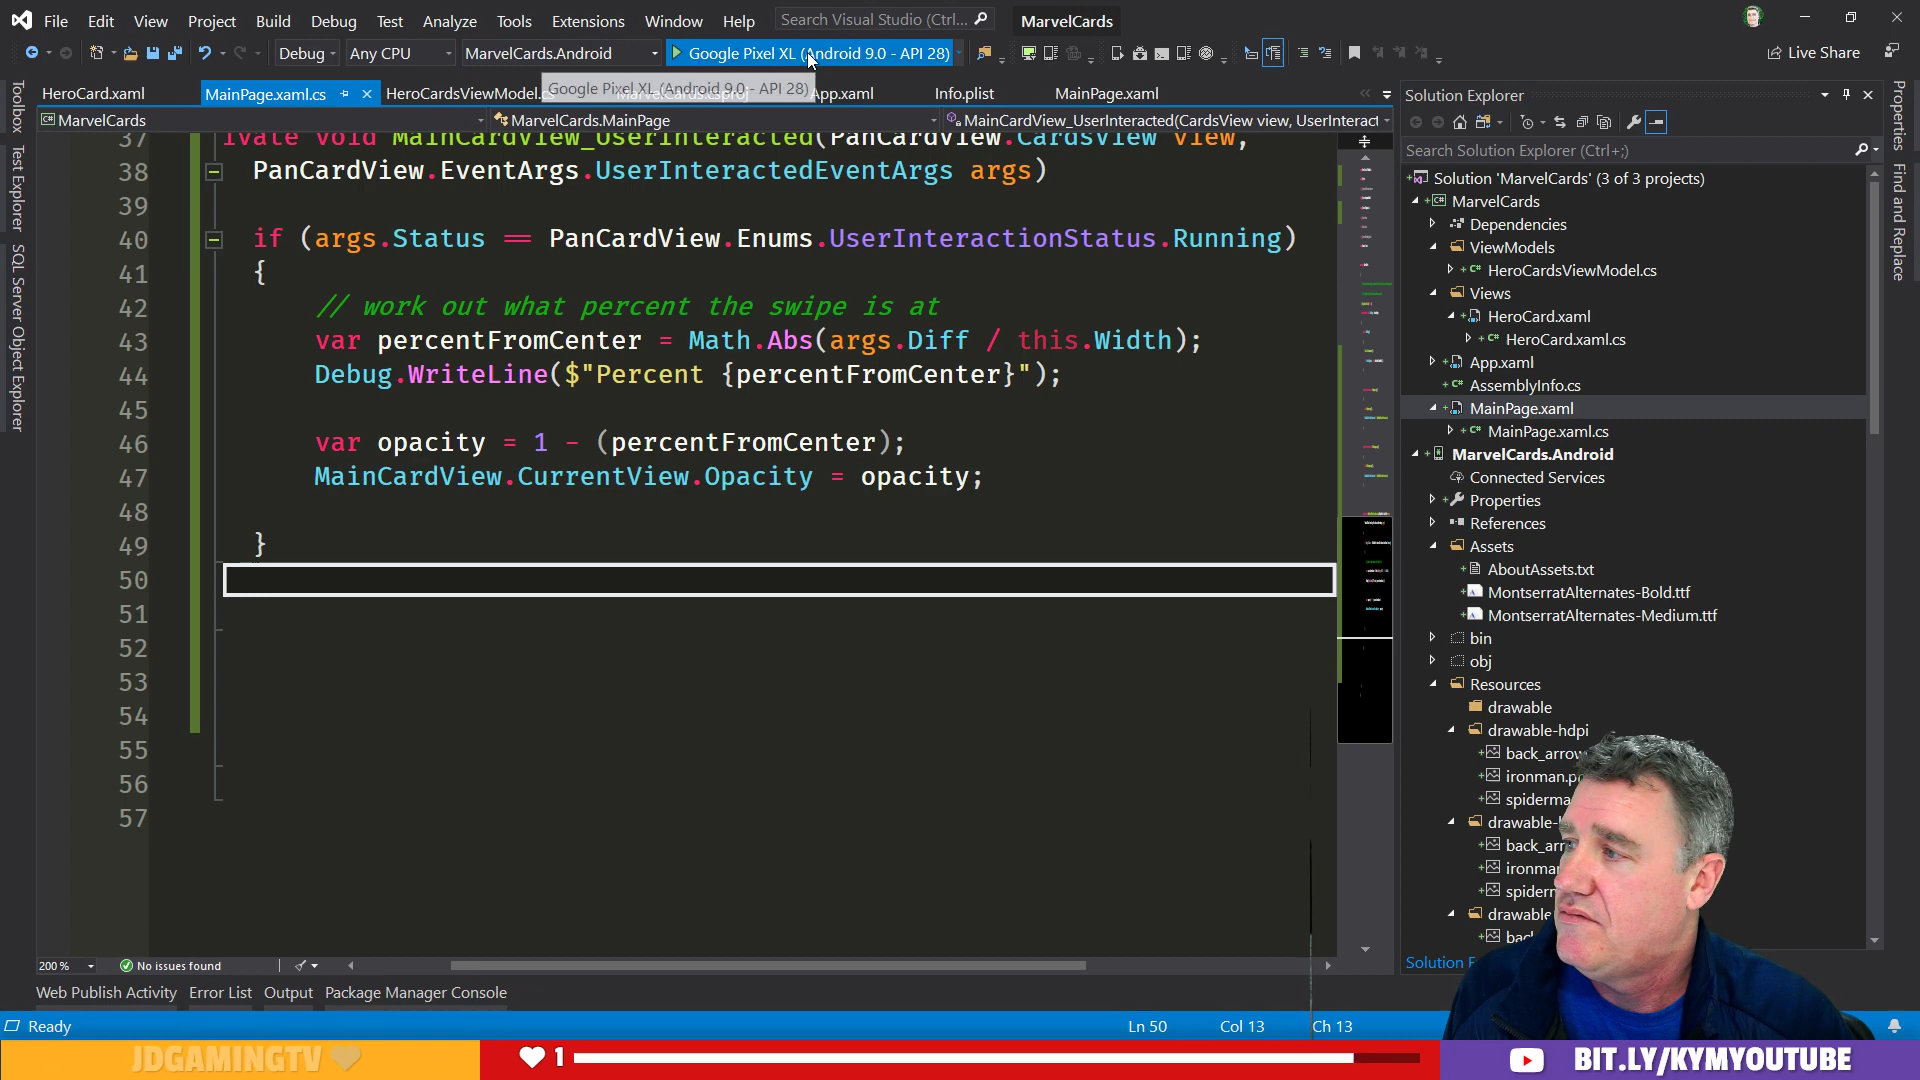 File Edit View Project Build Debug Test Analyze Tools Extensions Window Help Search Visual Studio (Ctrl... MarvelCards
Debug Any CPU MarvelCards.Android Google Pixel XL (Android 9.0 - API 28) Live Share
Google Pixel XL (Android 9.0 - API 28)
HeroCard.xaml MainPage.xaml.cs HeroCardsViewModel.cs App.xaml Info.plist MainPage.xaml
MarvelCards MarvelCards.MainPage MainCardView_UserInteracted(CardsView view, UserInteract
37 ivate void MainCardView_UserInteracted(PanCardView.CardsView view,
38 PanCardView.EventArgs.UserInteractedEventArgs args)
39
40 if (args.Status == PanCardView.Enums.UserInteractionStatus.Running)
41 {
42 // work out what percent the swipe is at
43 var percentFromCenter = Math.Abs(args.Diff / this.Width);
44 Debug.WriteLine($"Percent {percentFromCenter}");
45
46 var opacity = 1 - (percentFromCenter);
47 MainCardView.CurrentView.Opacity = opacity;
48
49 }
50
51
52
53
54
55
56
57
200 % No issues found
Web Publish Activity Error List Output Package Manager Console
Ready Ln 50 Col 13 Ch 13
Toolbox
Test Explorer
SQL Server Object Explorer
Solution Explorer
Search Solution Explorer (Ctrl+;)
Solution 'MarvelCards' (3 of 3 projects)
MarvelCards
Dependencies
ViewModels
HeroCardsViewModel.cs
Views
HeroCard.xaml
HeroCard.xaml.cs
App.xaml
AssemblyInfo.cs
MainPage.xaml
MainPage.xaml.cs
MarvelCards.Android
Connected Services
Properties
References
Assets
AboutAssets.txt
MontserratAlternates-Bold.ttf
MontserratAlternates-Medium.ttf
bin
obj
Resources
drawable
drawable-hdpi
back_arrow
ironman.p
spiderma
drawable-
back_arr
ironma
spider
drawable
bac
Solution E
Properties
Find and Replace
JDGAMINGTV
1
BIT.LY/KYMYOUTUBE